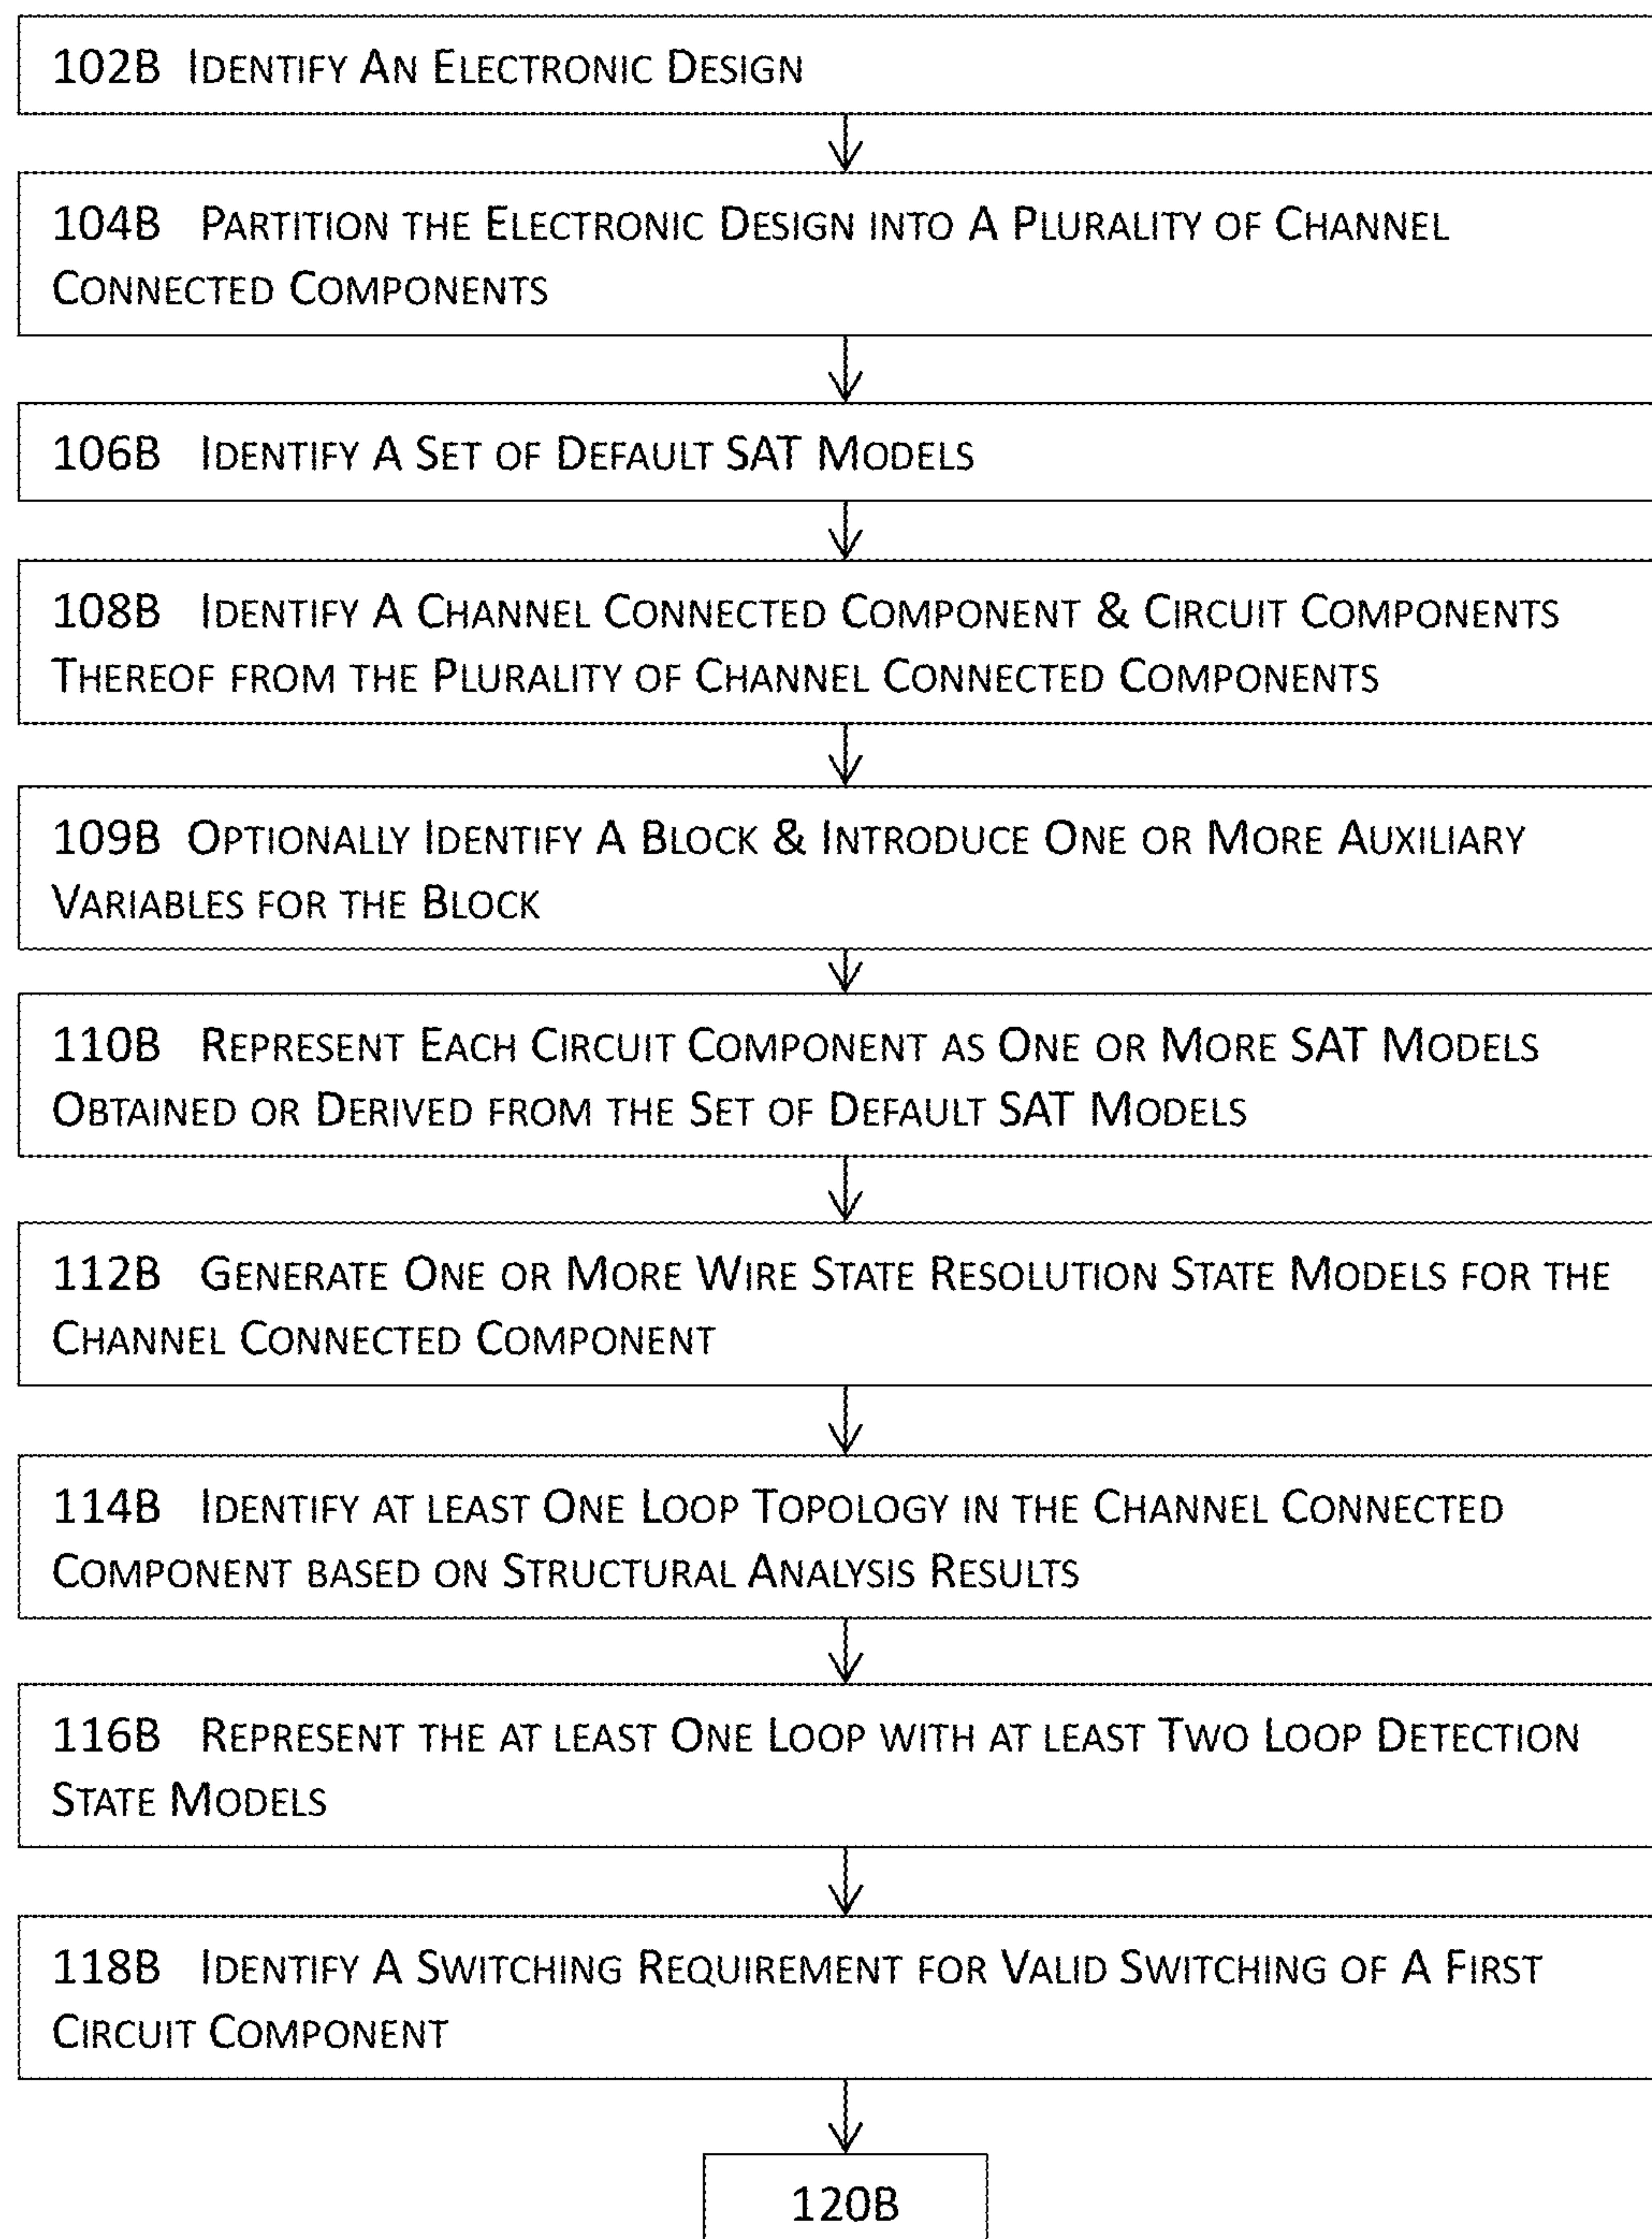 102B IDENTIFY AN ELECTRONIC DESIGN
104B PARTITION THE ELECTRONIC DESIGN INTO A PLURALITY OF CHANNEL
CONNECTED COMPONENTS
106B IDENTIFY A SET OF DEFAULT SAT MODELS
108B IDENTIFY A CHANNEL CONNECTED COMPONENT & CIRCUIT COMPONENTS
THEREOF FROM THE PLURALITY OF CHANNEL CONNECTED COMPONENTS
109B OPTIONALLY IDENTIFY A BLOCK & INTRODUCE ONE OR MORE AUXILIARY
VARIABLES FOR THE BLOCK
110B REPRESENT EACH CIRCUIT COMPONENT AS ONE OR MORE SAT MODELS
OBTAINED OR DERIVED FROM THE SET OF DEFAULT SAT MODELS
112B GENERATE ONE OR MORE WIRE STATE RESOLUTION STATE MODELS FOR THE
CHANNEL CONNECTED COMPONENT
114B IDENTIFY AT LEAST ONE LOOP TOPOLOGY IN THE CHANNEL CONNECTED
COMPONENT BASED ON STRUCTURAL ANALYSIS RESULTS
116B REPRESENT THE AT LEAST ONE LOOP WITH AT LEAST TWO LOOP DETECTION
STATE MODELS
118B IDENTIFY A SWITCHING REQUIREMENT FOR VALID SWITCHING OF A FIRST
CIRCUIT COMPONENT
120B